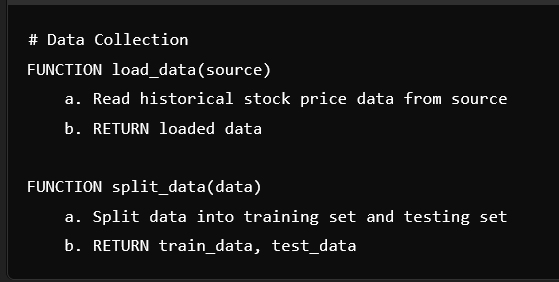 # Data Collection
FUNCTION load_data(source)
a. Read historical stock price data from source
b. RETURN loaded data
FUNCTION split_data(data)
a. Split data into training set and testing set
b. RETURN train_data, test_data